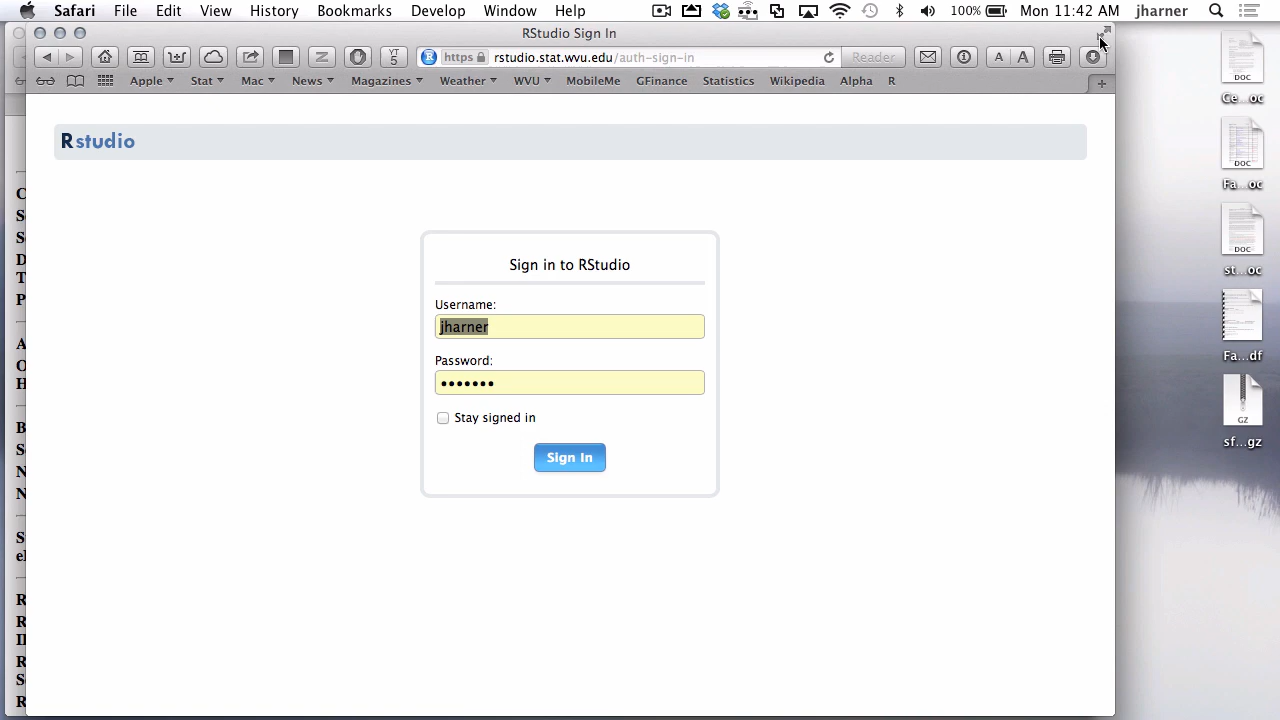 Safari File Edit View History Bookmarks Develop Window Help 100% Mon 11:42 AM jharner
RStudio Sign In
YT 5 R https rstudio.stat.wvu.edu/auth-sign-in Reader A A
Apple Stat Mac News Magazines Weather WVU MobileMe GFinance Statistics Wikipedia Alpha R
Rstudio
Sign in to RStudio
Username:
jharner
Password:
•••••••
Stay signed in
Sign In
DOC
Ce...oc
DOC
Fa...oc
DOC
st...oc
Fa...df
GZ
sf...gz